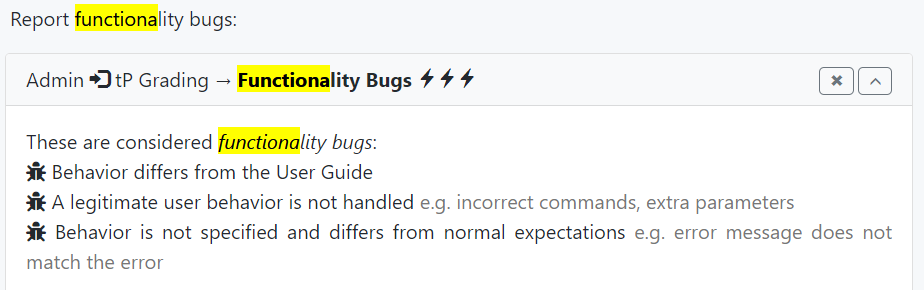 Report functionality bugs:
Admin tP Grading → Functionality Bugs
These are considered functionality bugs:
Behavior differs from the User Guide
A legitimate user behavior is not handled e.g. incorrect commands, extra parameters
Behavior is not specified and differs from normal expectations e.g. error message does not
match the error